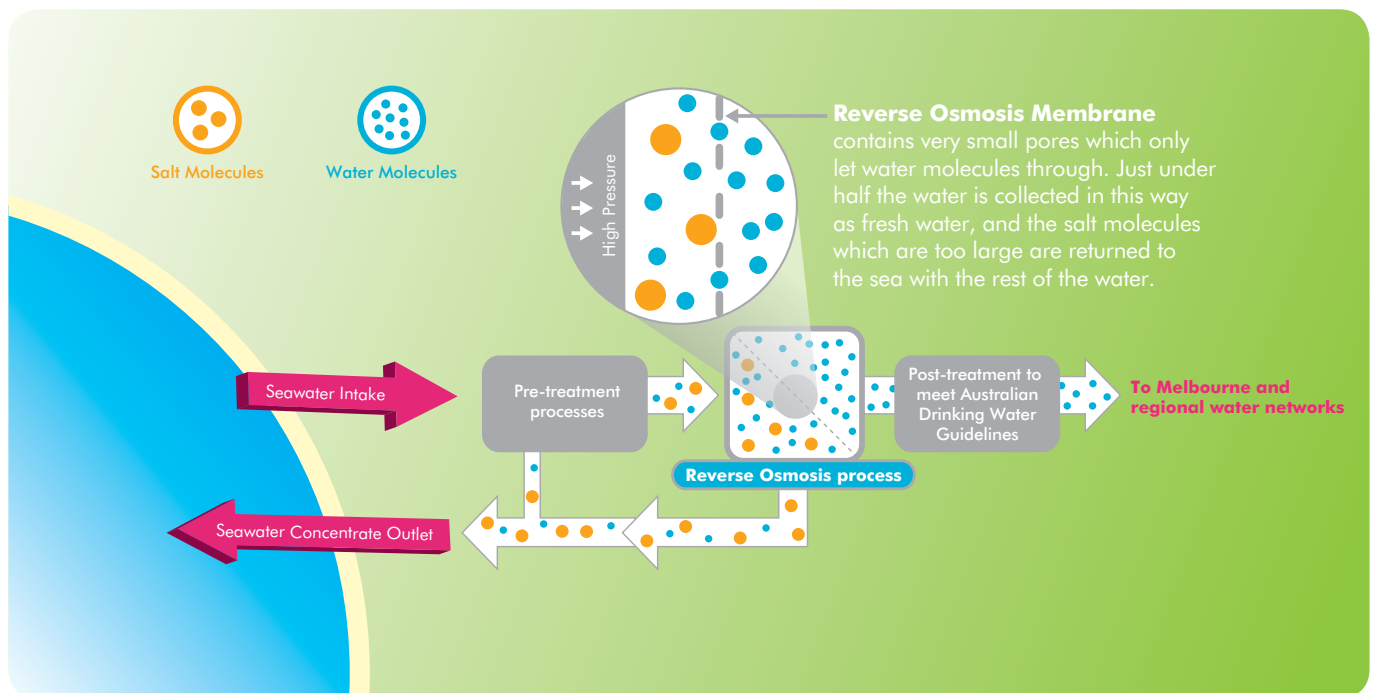 Salt Molecules
Water Molecules
High Pressure
Reverse Osmosis Membrane
contains very small pores which only
let water molecules through. Just under
half the water is collected in this way
as fresh water, and the salt molecules
which are too large are returned to
the sea with the rest of the water.
Seawater Intake
Pre-treatment
processes
Post-treatment to
meet Australian
Drinking Water
Guidelines
To Melbourne and
regional water networks
Reverse Osmosis process
Seawater Concentrate Outlet